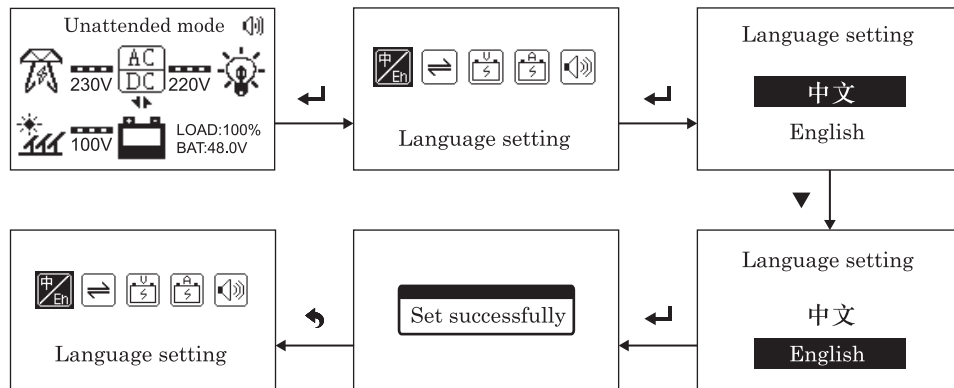 Unattended mode
AC
230V DC 220V
100V
LOAD:100%
BAT:48.0V
中/En V A
Language setting
Language setting
中文
English
中/En V A
Language setting
Set successfully
Language setting
中文
English